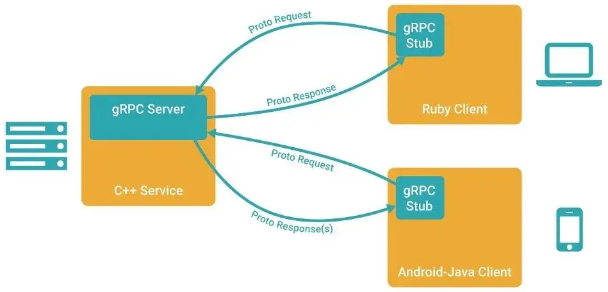 Proto Request
gRPC
Stub
Ruby Client
gRPC Server
Proto Response
C++ Service
Proto Request
gRPC
Stub
Proto Response(s)
Android-Java Client